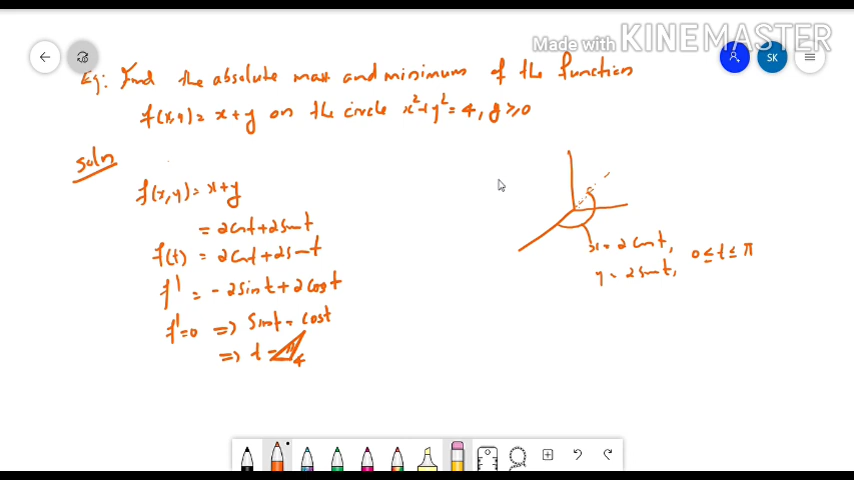 Made with KINEMASTER
SK
Eg: Find the absolute max and minimum of the function
f(x,y) = x+y on the circle x²+y²=4, y≥0
Soln
f(x,y) = x+y
= 2cost+2sint
f(t) = 2cost+2sint
f' = -2sint+2cost
f'=0 => sint = cost
=> t = π/4
x = 2cost,
y = 2sint,
0 ≤ t ≤ π